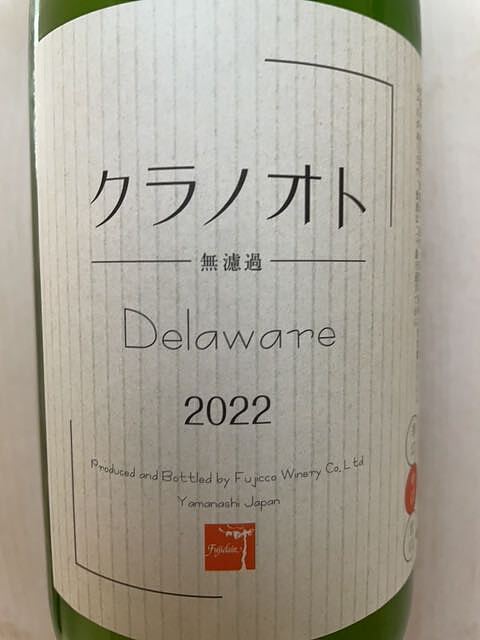 クラノオト
無濾過
Delaware
2022
Produced and Bottled by Fujicco Winery Co., Ltd
Yamanashi Japan
Fujiclair